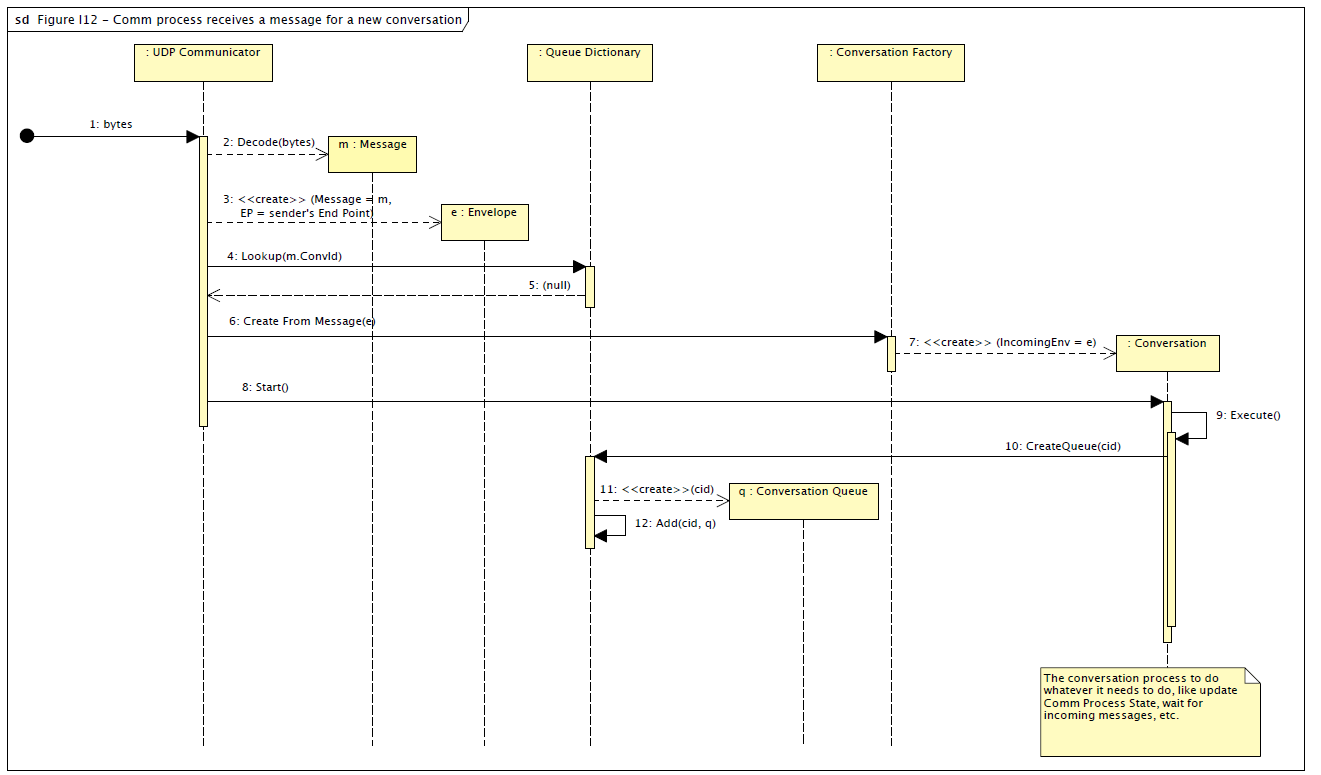 sd Figure I12 – Comm process receives a message for a new conversation
: UDP Communicator
: Queue Dictionary
: Conversation Factory
1: bytes
2: Decode(bytes)
m : Message
3: <<create>> (Message = m,
EP = sender's End Point)
e : Envelope
4: Lookup(m.ConvId)
5: (null)
6: Create From Message(e)
7: <<create>> (IncomingEnv = e)
: Conversation
8: Start()
9: Execute()
10: CreateQueue(cid)
11: <<create>>(cid)
q : Conversation Queue
12: Add(cid, q)
The conversation process to do
whatever it needs to do, like update
Comm Process State, wait for
incoming messages, etc.